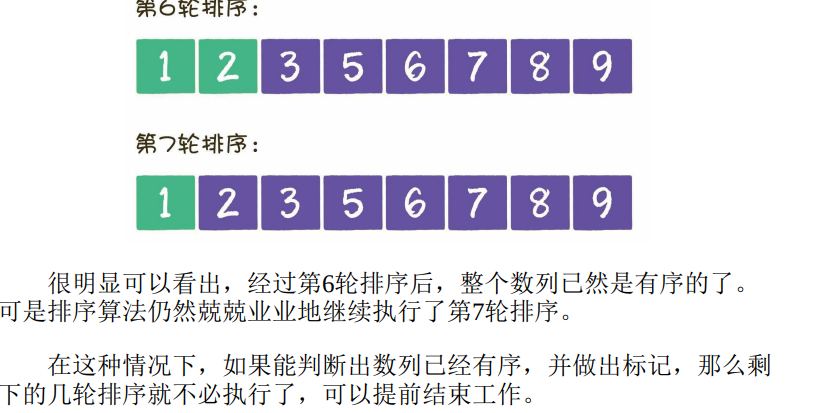 第6轮排序：
1 2 3 5 6 7 8 9
第7轮排序：
1 2 3 5 6 7 8 9
很明显可以看出，经过第6轮排序后，整个数列已然是有序的了。
可是排序算法仍然兢兢业业地继续执行了第7轮排序。
在这种情况下，如果能判断出数列已经有序，并做出标记，那么剩
下的几轮排序就不必执行了，可以提前结束工作。